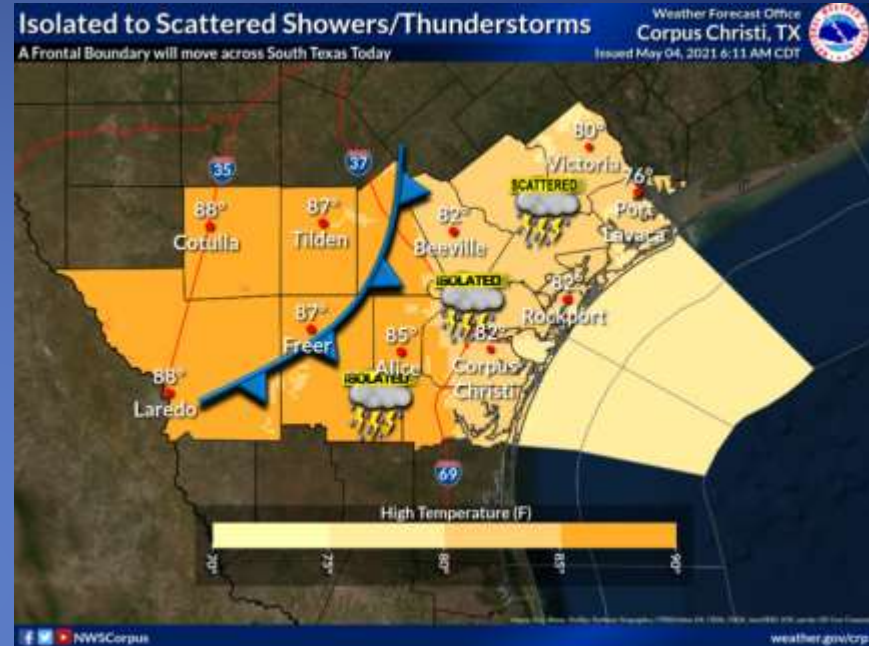 Isolated to Scattered Showers/Thunderstorms
A Frontal Boundary will move across South Texas Today
Weather Forecast Office
Corpus Christi, TX
Issued May 04, 2021 6:11 AM CDT
35
37
80°
Victoria
76°
Port
Lavaca
SCATTERED
88°
Cotulla
87°
Tilden
82°
Beeville
ISOLATED
82°
Rockport
87°
Freer
85°
Alice
82°
Corpus
Christi
88°
Laredo
ISOLATED
69
High Temperature (F)
70°
75°
80°
85°
90°
NWSCorpus
weather.gov/crp